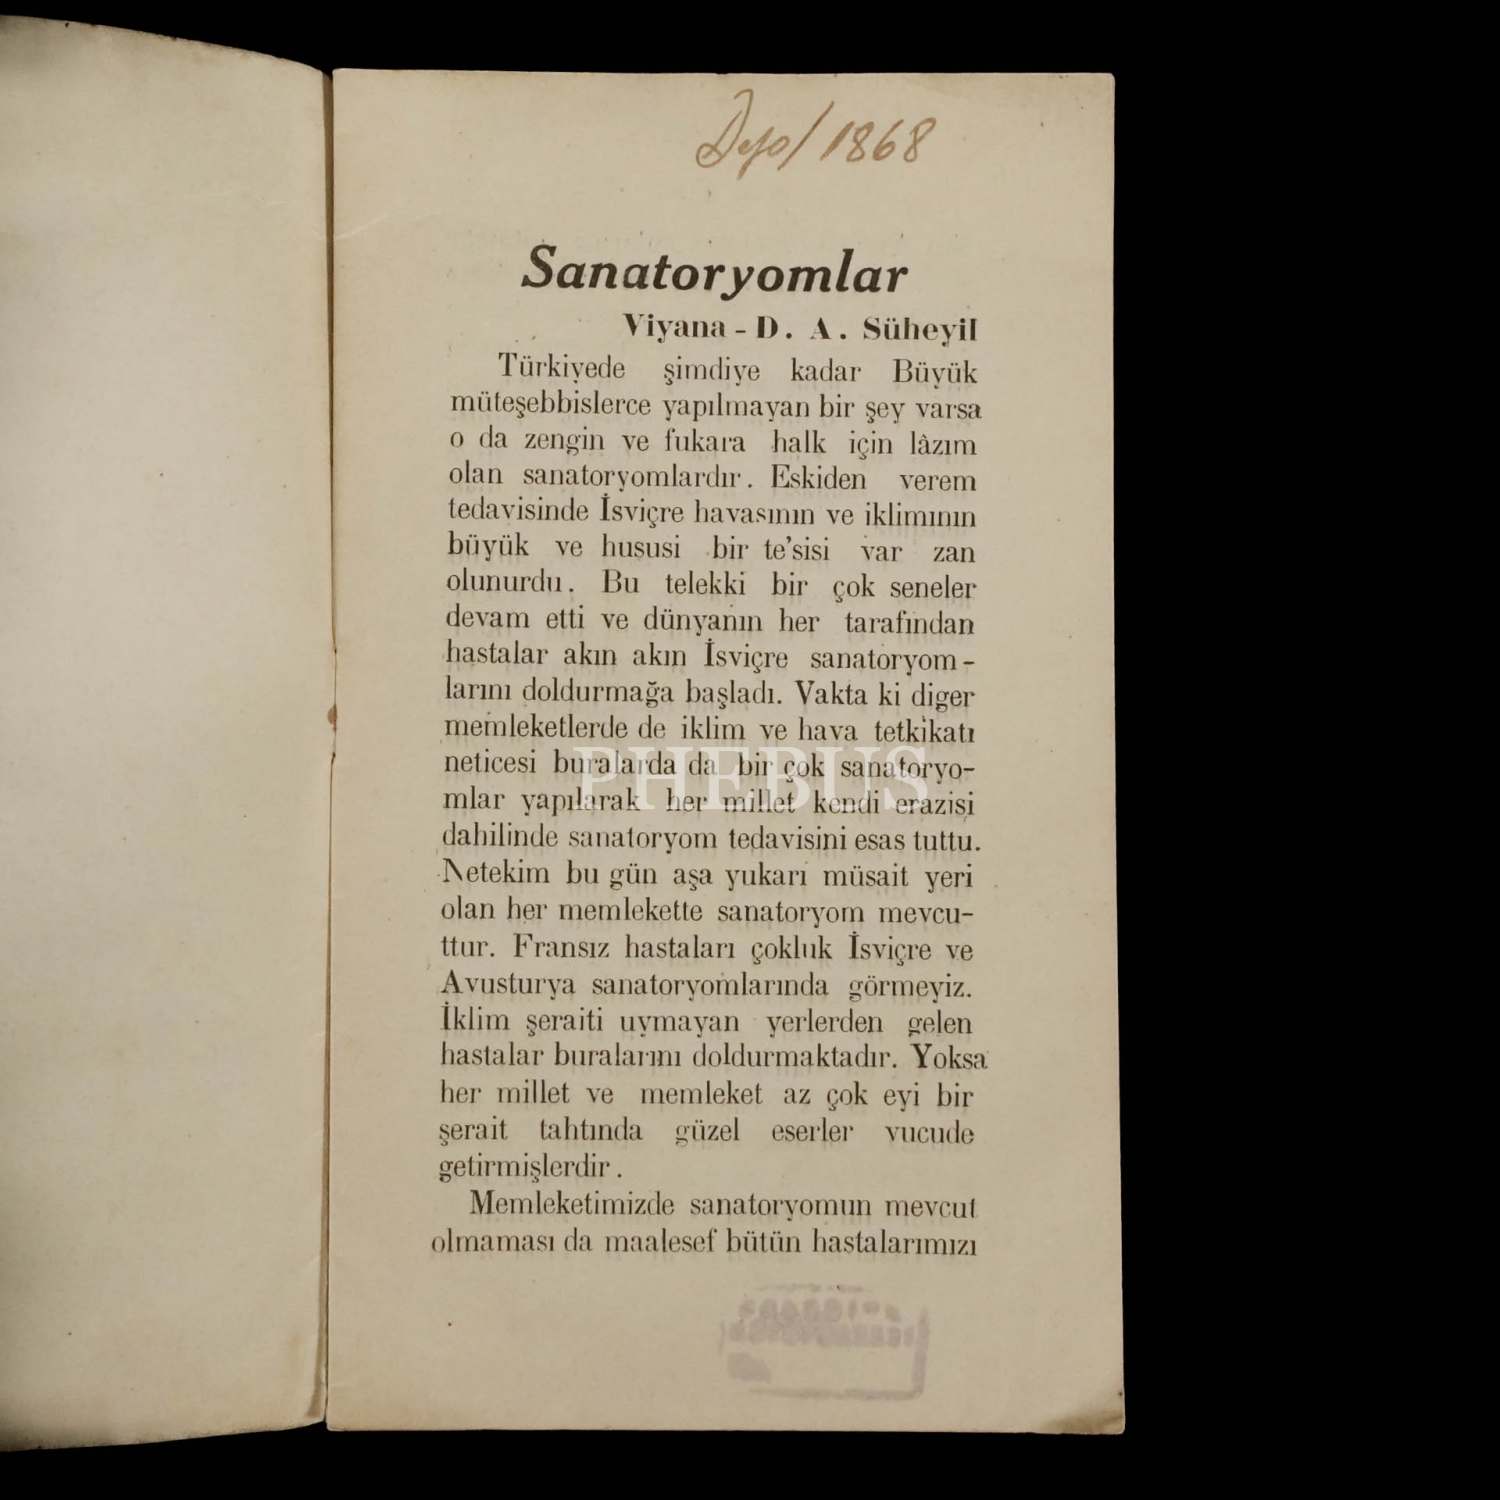 Depo/1868
Sanatoryomlar
Viyana - D. A. Süheyil
Türkiyede şimdiye kadar Büyük
müteşebbislerce yapılmayan bir şey varsa
o da zengin ve fukara halk için lâzım
olan sanatoryomlardır. Eskiden verem
tedavisinde İsviçre havasının ve iklimının
büyük ve hususi bir te'sisi var zan
olunurdu. Bu telekki bir çok seneler
devam etti ve dünyanın her tarafından
hastalar akın akın İsviçre sanatoryom-
larını doldurmağa başladı. Vakta ki diger
memleketlerde de iklim ve hava tetkikatı
neticesi buralarda da bir çok sanatoryo-
mlar yapılarak her millet kendi erazisi
dahilinde sanatoryom tedavisini esas tuttu.
Netekim bu gün aşa yukarı müsait yeri
olan her memlekette sanatoryom mevcu-
ttur. Fransız hastaları çokluk İsviçre ve
Avusturya sanatoryomlarında görmeyiz.
İklim şeraiti uymayan yerlerden gelen
hastalar buralarını doldurmaktadır. Yoksa
her millet ve memleket az çok eyi bir
şerait tahtında güzel eserler vucude
getirmişlerdir.
Memleketimizde sanatoryomun mevcut
olmaması da maalesef bütün hastalarımızı
PHEBUS